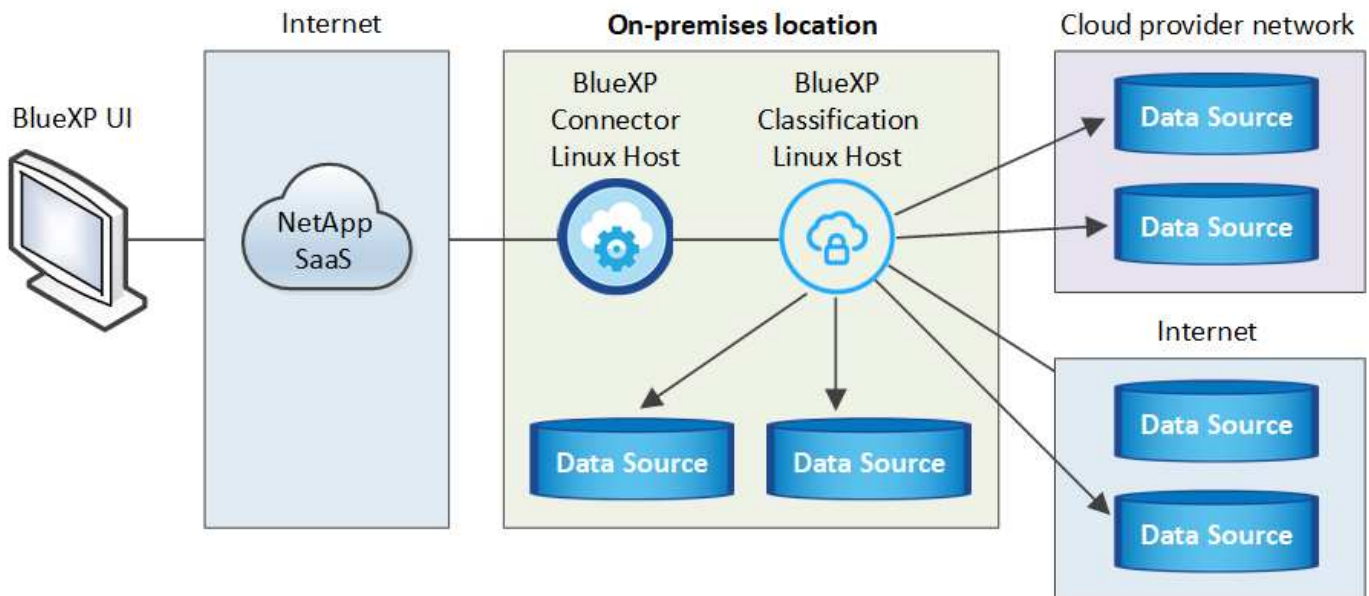 Internet
On-premises location
Cloud provider network
BlueXP UI
NetApp
SaaS
BlueXP
Connector
Linux Host
BlueXP
Classification
Linux Host
Data Source
Data Source
Data Source
Data Source
Internet
Data Source
Data Source